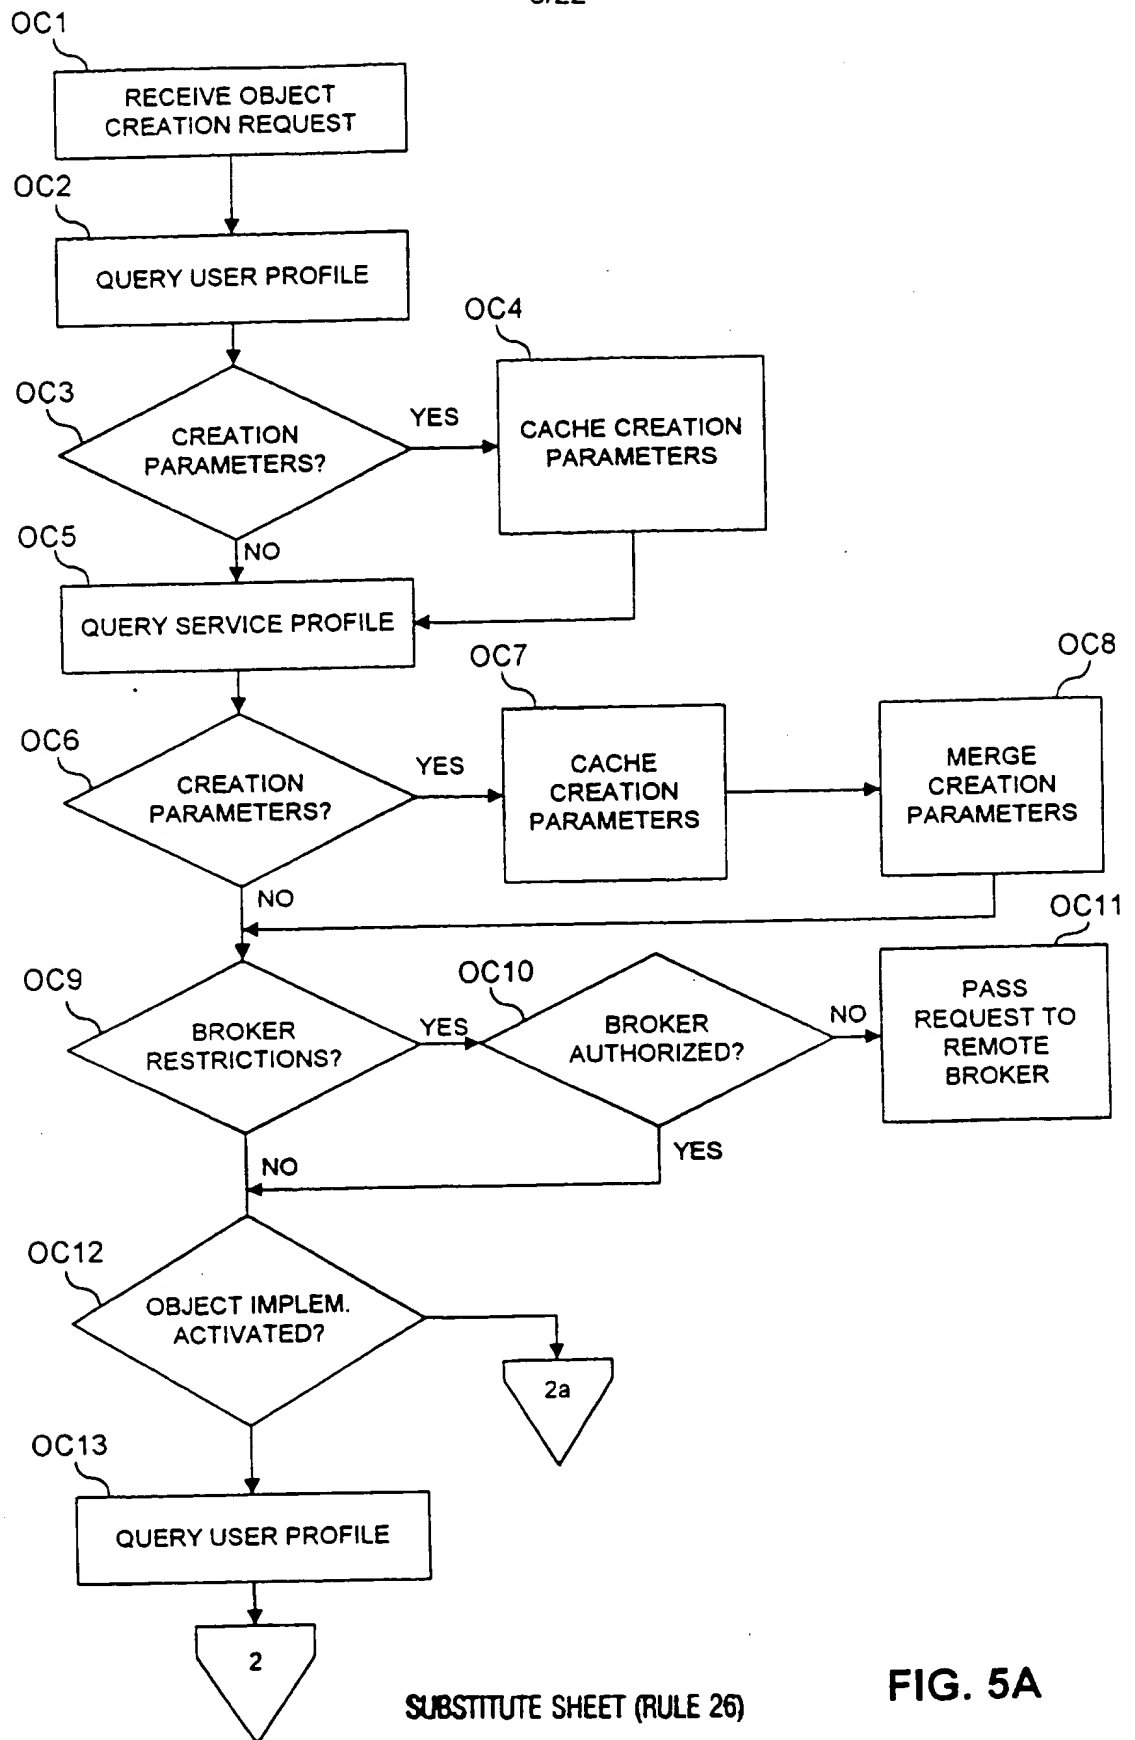 OC1
RECEIVE OBJECT
CREATION REQUEST
OC2
QUERY USER PROFILE
OC3
CREATION
PARAMETERS?
YES
OC4
CACHE CREATION
PARAMETERS
NO
OC5
QUERY SERVICE PROFILE
OC6
CREATION
PARAMETERS?
YES
OC7
CACHE
CREATION
PARAMETERS
OC8
MERGE
CREATION
PARAMETERS
NO
OC9
BROKER
RESTRICTIONS?
YES
OC10
BROKER
AUTHORIZED?
NO
OC11
PASS
REQUEST TO
REMOTE
BROKER
YES
NO
OC12
OBJECT IMPLEM.
ACTIVATED?
2a
OC13
QUERY USER PROFILE
2
SUBSTITUTE SHEET (RULE 26)
FIG. 5A